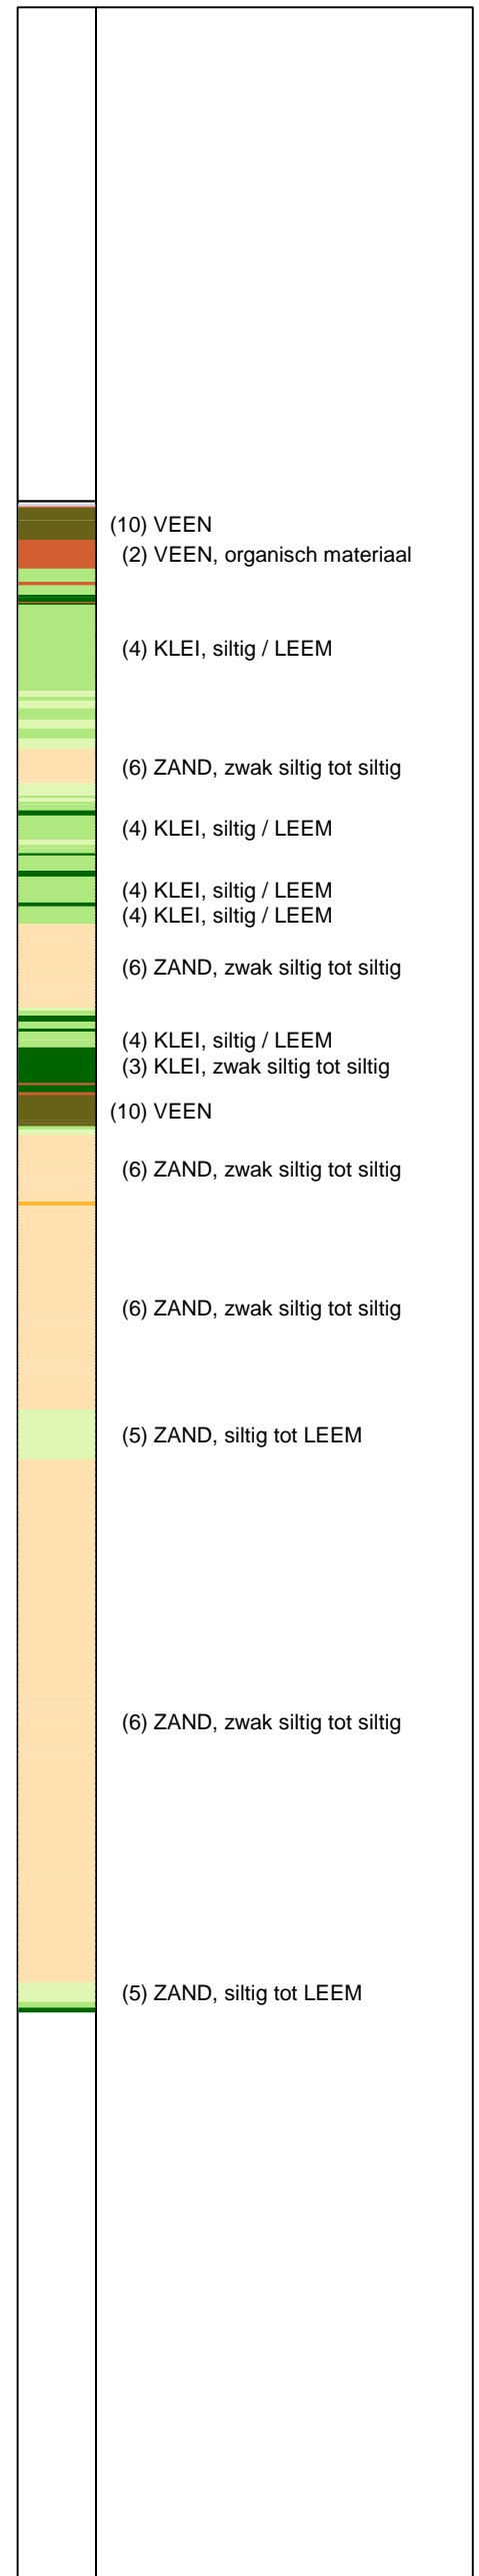 (10) VEEN
(2) VEEN, organisch materiaal
(4) KLEI, siltig / LEEM
(6) ZAND, zwak siltig tot siltig
(4) KLEI, siltig / LEEM
(4) KLEI, siltig / LEEM
(4) KLEI, siltig / LEEM
(6) ZAND, zwak siltig tot siltig
(4) KLEI, siltig / LEEM
(3) KLEI, zwak siltig tot siltig
(10) VEEN
(6) ZAND, zwak siltig tot siltig
(6) ZAND, zwak siltig tot siltig
(5) ZAND, siltig tot LEEM
(6) ZAND, zwak siltig tot siltig
(5) ZAND, siltig tot LEEM